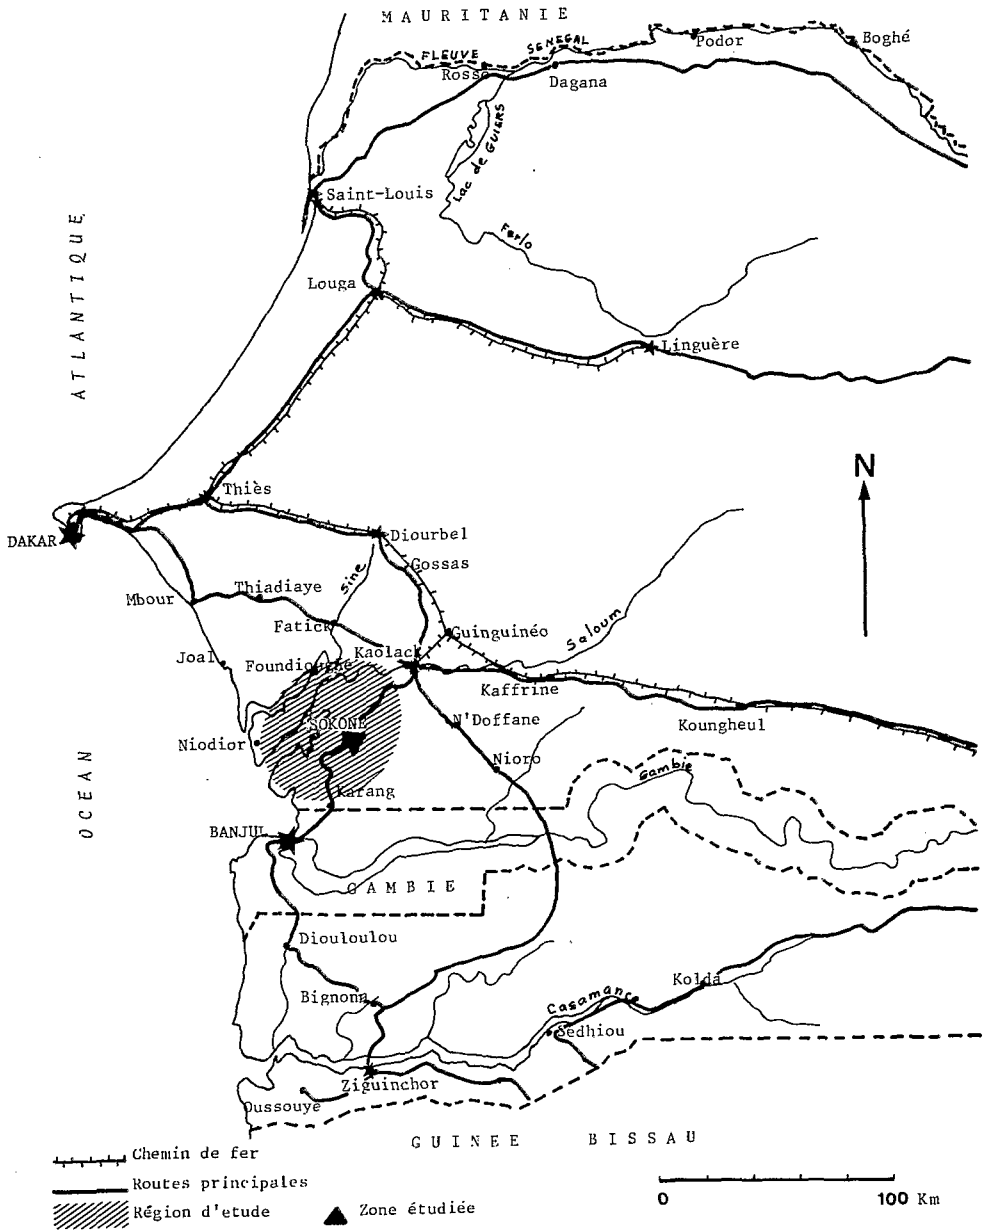 MAURITANIE
FLEUVE SENEGAL
Podor
Boghé
Rosso
Dagana
Lac de GUIERS
Saint-Louis
Ferlo
Louga
Linguère
ATLANTIQUE
N
Thiès
DAKAR
Diourbel
Gossas
Sine
Thiadiaye
Mbour
Fatick
Guinguinéo
Saloum
Kaolack
Joal
Foundiougne
Kaffrine
SOKONE
N'Doffane
Koungheul
Niodior
Nioro
Gambie
Karang
OCEAN
BANJUL
GAMBIE
Diouloulou
Kolda
Bignona
Casamance
Sedhiou
Ziguinchor
Oussouye
GUINEE BISSAU
Chemin de fer
Routes principales
0 100 Km
Région d'etude
Zone étudiée